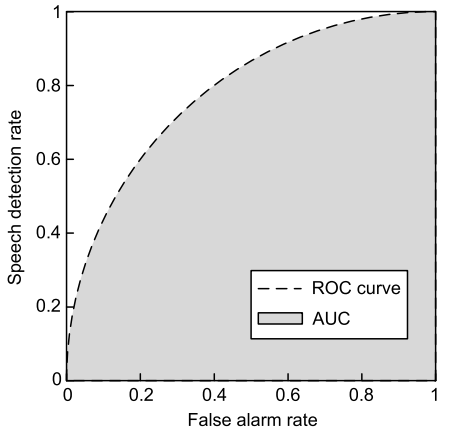 1
0.8
0.6
0.4
0.2
0
Speech detection rate
ROC curve
AUC
0 0.2 0.4 0.6 0.8 1
False alarm rate